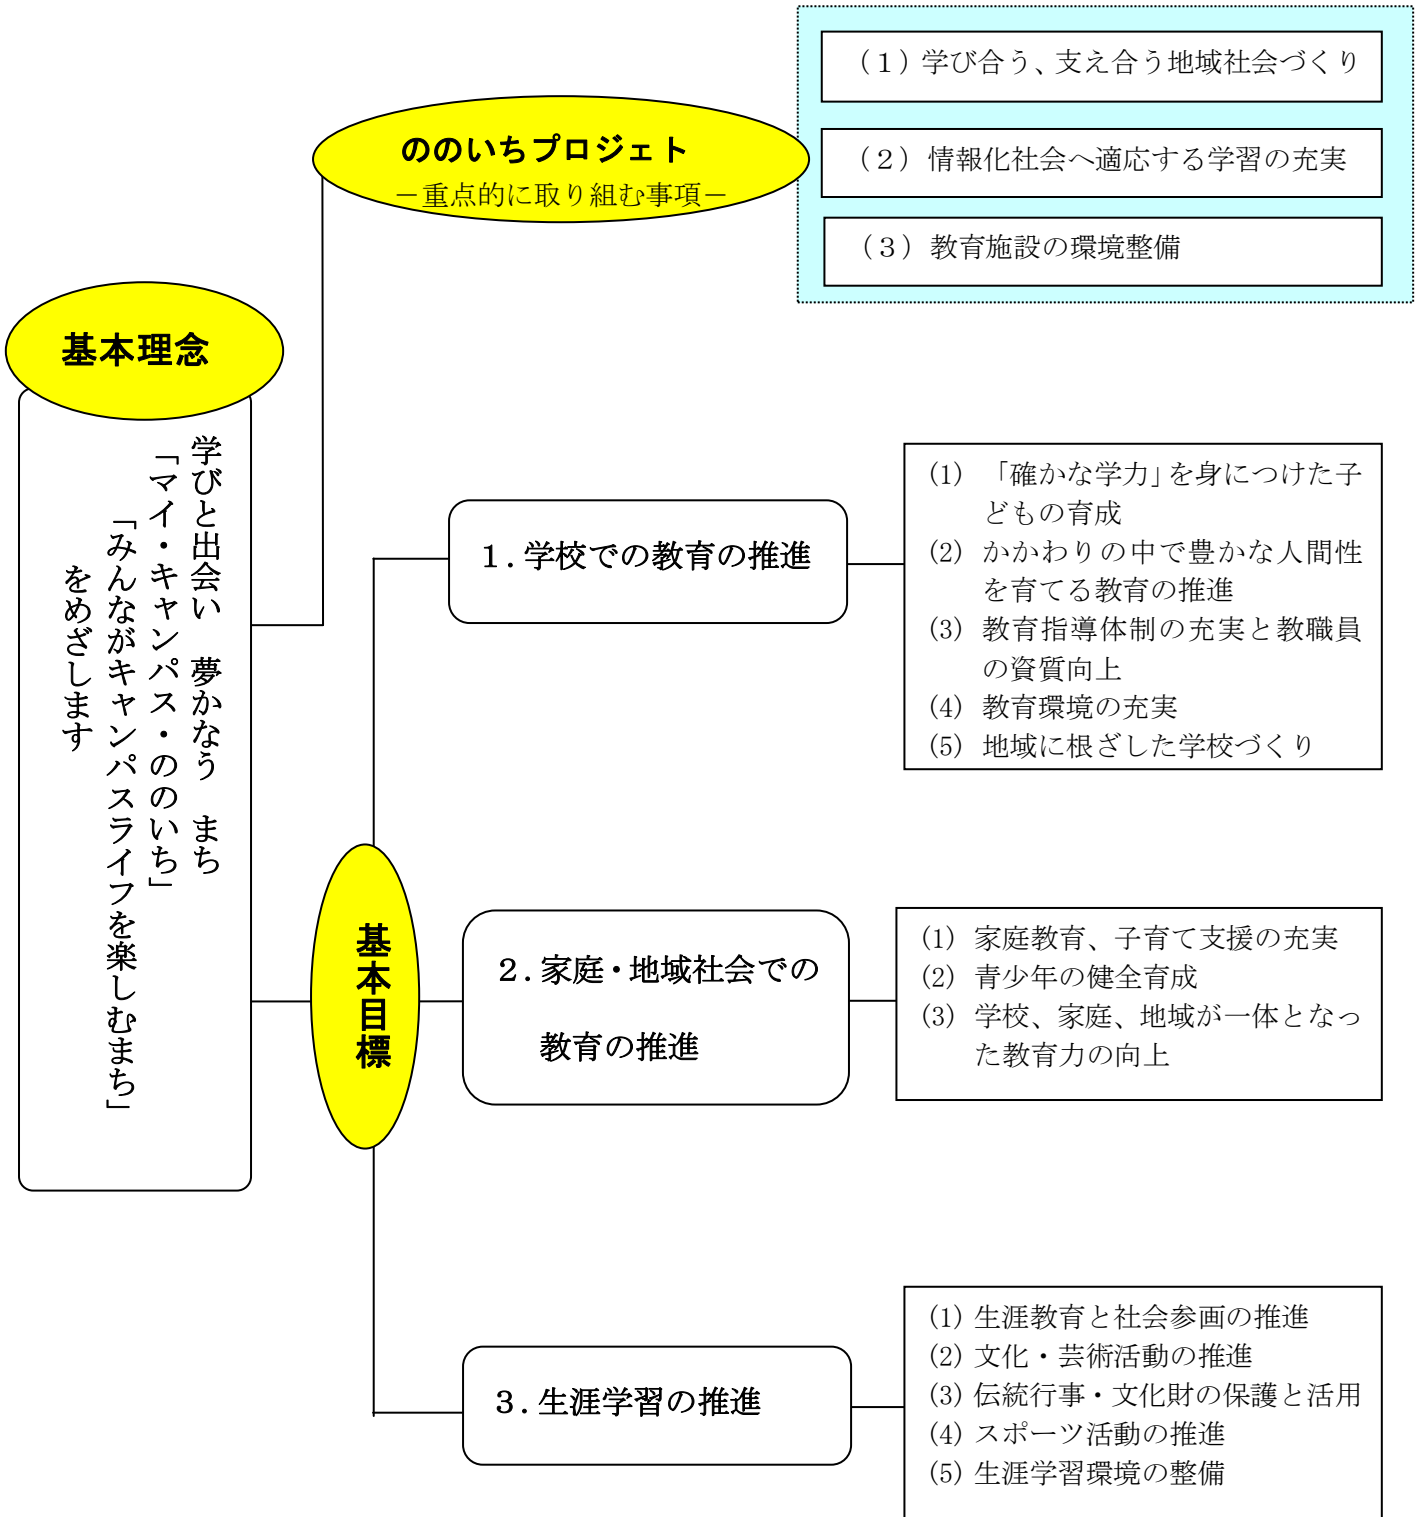 ののいちプロジェクト
－重点的に取り組む事項－
（１）学び合う、支え合う地域社会づくり
（２）情報化社会へ適応する学習の充実
（３）教育施設の環境整備
基本理念
学びと出会い　夢かなう　まち
「マイ・キャンパス・ののいち」
「みんながキャンパスライフを楽しむまち」
をめざします
基本目標
１．学校での教育の推進
(1) 「確かな学力」を身につけた子
どもの育成
(2) かかわりの中で豊かな人間性
を育てる教育の推進
(3) 教育指導体制の充実と教職員
の資質向上
(4) 教育環境の充実
(5) 地域に根ざした学校づくり
２．家庭・地域社会での
教育の推進
(1) 家庭教育、子育て支援の充実
(2) 青少年の健全育成
(3) 学校、家庭、地域が一体となっ
た教育力の向上
３．生涯学習の推進
(1) 生涯教育と社会参画の推進
(2) 文化・芸術活動の推進
(3) 伝統行事・文化財の保護と活用
(4) スポーツ活動の推進
(5) 生涯学習環境の整備